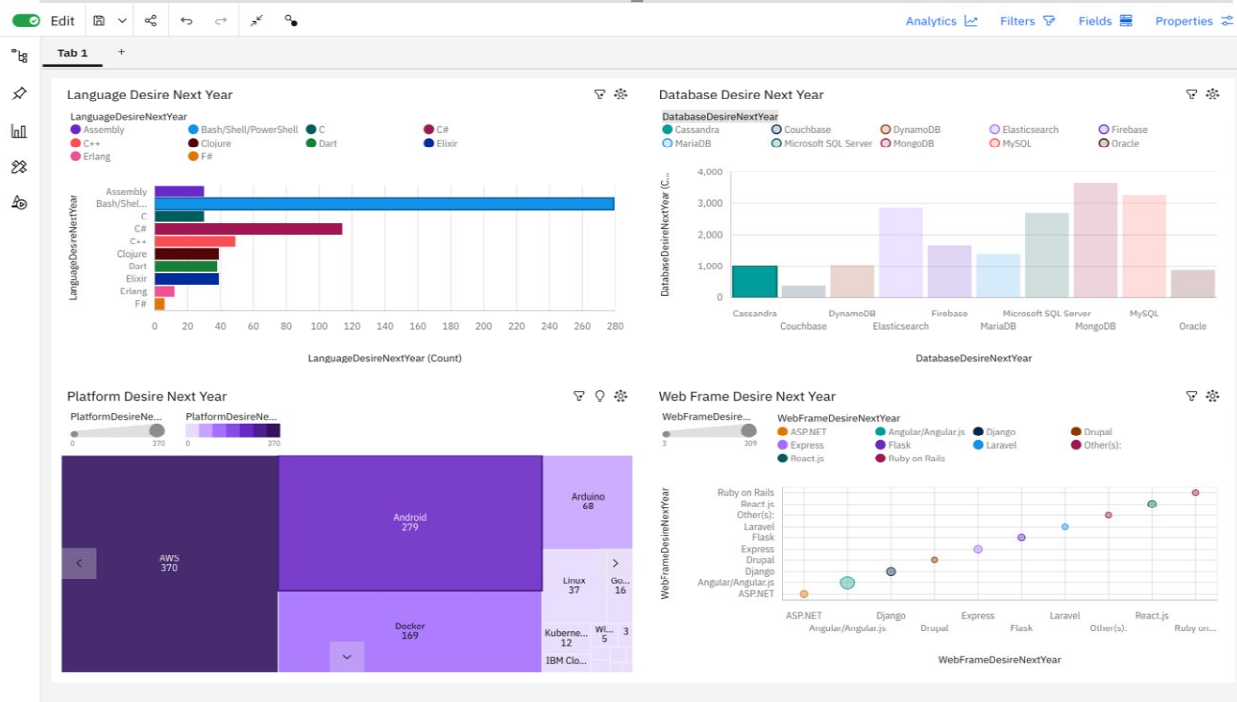 Edit
Analytics Filters Fields Properties
Tab 1 +
Language Desire Next Year
LanguageDesireNextYear
Assembly Bash/Shell/PowerShell C C#
C++ Clojure Dart Elixir
Erlang F#
LanguageDesireNextYear
Assembly
Bash/Shel...
C
C#
C++
Clojure
Dart
Elixir
Erlang
F#
0 20 40 60 80 100 120 140 160 180 200 220 240 260 280
LanguageDesireNextYear (Count)
Database Desire Next Year
DatabaseDesireNextYear
Cassandra Couchbase DynamoDB Elasticsearch Firebase
MariaDB Microsoft SQL Server MongoDB MySQL Oracle
DatabaseDesireNextYear (C...
4,000
3,000
2,000
1,000
0
Cassandra DynamoDB Firebase Microsoft SQL Server MySQL
Couchbase Elasticsearch MariaDB MongoDB Oracle
DatabaseDesireNextYear
Platform Desire Next Year
PlatformDesireNe... PlatformDesireNe...
0 370 0 370
AWS
370
Android
279
Docker
169
Arduino
68
Linux
37
Go...
16
Kuberne...
12
Wi...
5
3
IBM Clo...
Web Frame Desire Next Year
WebFrameDesire... WebFrameDesireNextYear
3 309
ASP.NET Angular/Angular.js Django Drupal
Express Flask Laravel Other(s):
React.js Ruby on Rails
WebFrameDesireNextYear
Ruby on Rails
React.js
Other(s):
Laravel
Flask
Express
Drupal
Django
Angular/Angular.js
ASP.NET
ASP.NET Django Express Laravel React.js
Angular/Angular.js Drupal Flask Other(s): Ruby on...
WebFrameDesireNextYear